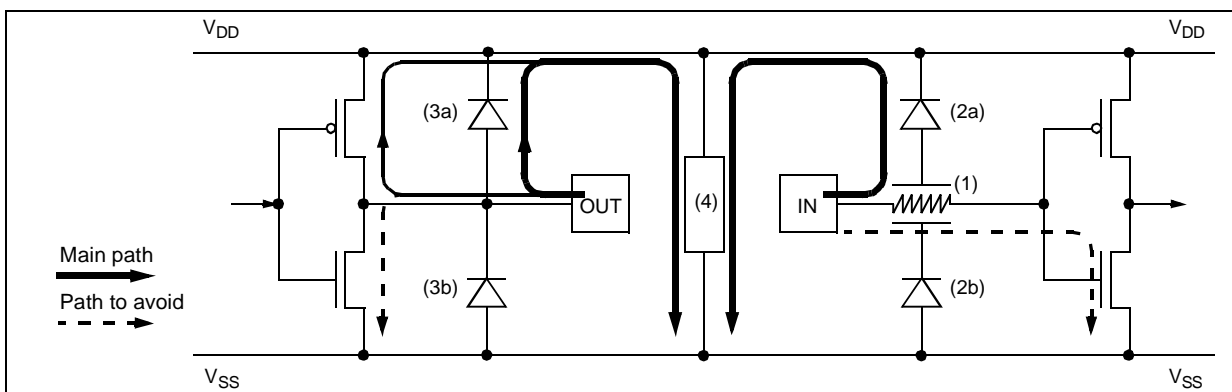 VDD
VDD
(3a)
(2a)
(1)
OUT
(4)
IN
Main path
Path to avoid
(3b)
(2b)
VSS
VSS